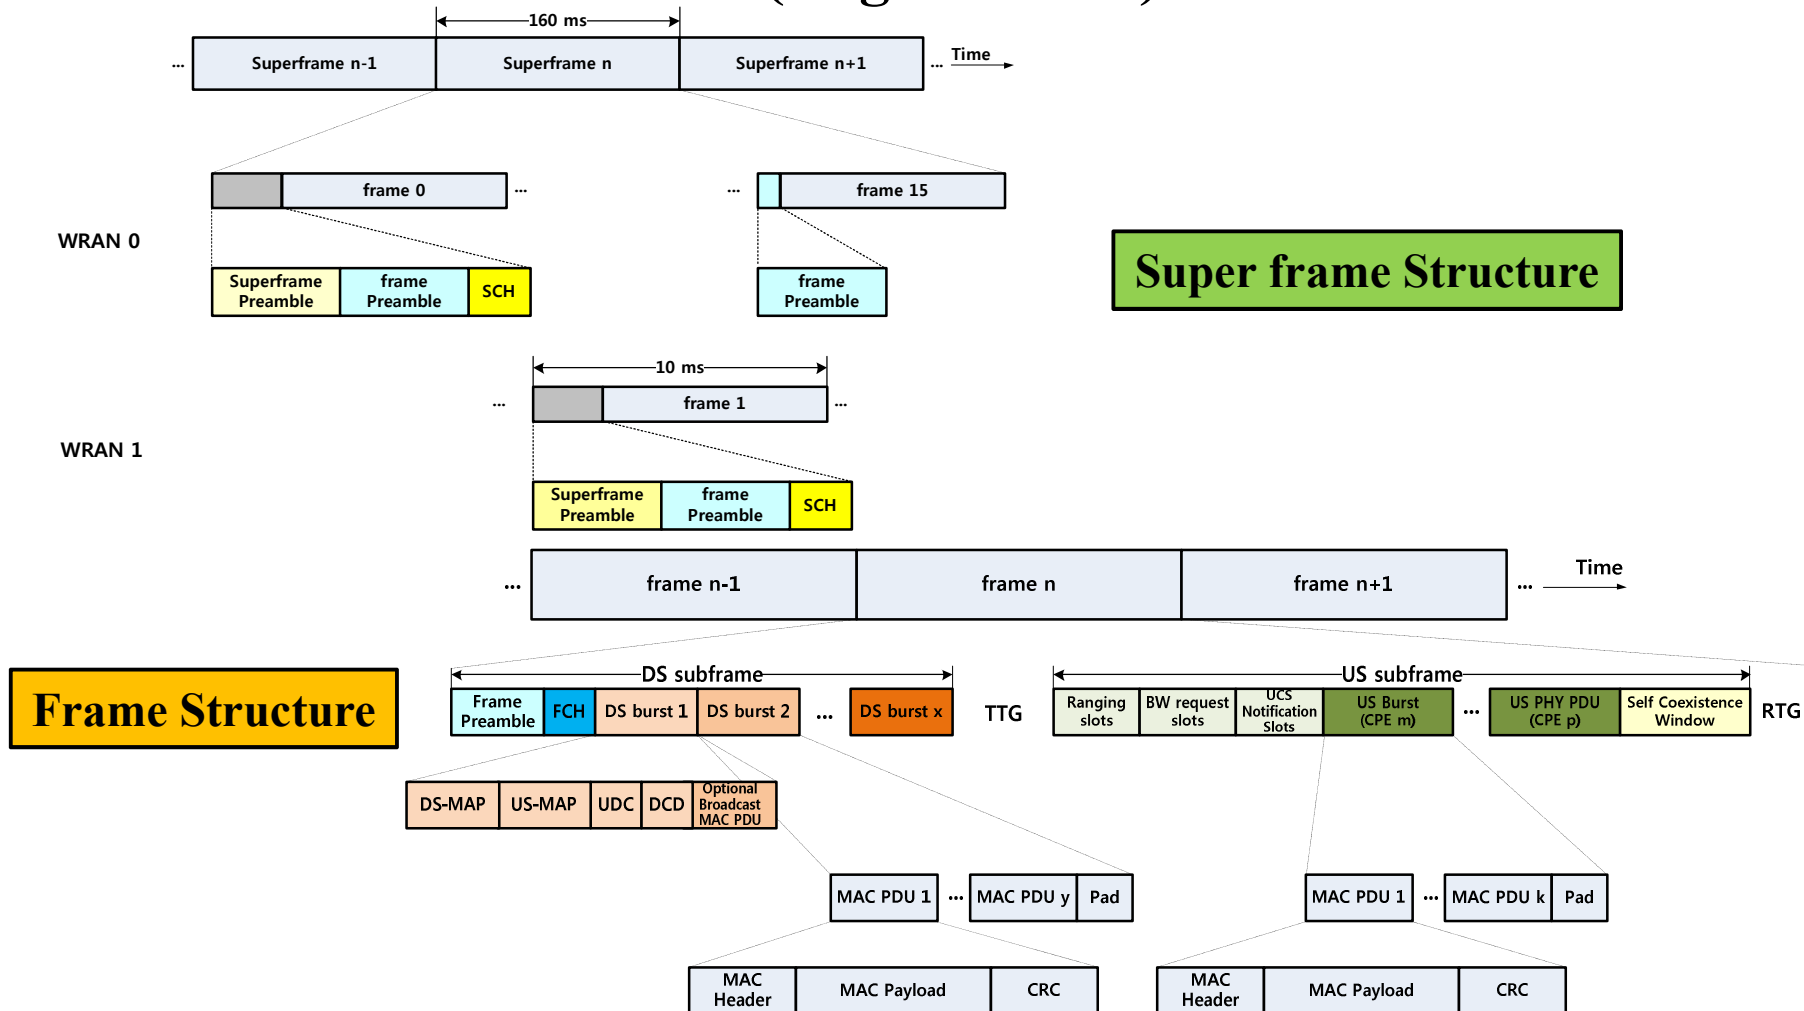 160 ms
... Superframe n-1 Superframe n Superframe n+1 ... Time
frame 0 ... ... frame 15
WRAN 0
Superframe Preamble frame Preamble SCH frame Preamble
Super frame Structure
10 ms
... frame 1 ...
WRAN 1
Superframe Preamble frame Preamble SCH
... frame n-1 frame n frame n+1 ... Time
Frame Structure
DS subframe US subframe
Frame Preamble FCH DS burst 1 DS burst 2 ... DS burst x TTG Ranging slots BW request slots UCS Notification Slots US Burst (CPE m) ... US PHY PDU (CPE p) Self Coexistence Window RTG
DS-MAP US-MAP UDC DCD Optional Broadcast MAC PDU
MAC PDU 1 ... MAC PDU y Pad MAC PDU 1 ... MAC PDU k Pad
MAC Header MAC Payload CRC MAC Header MAC Payload CRC